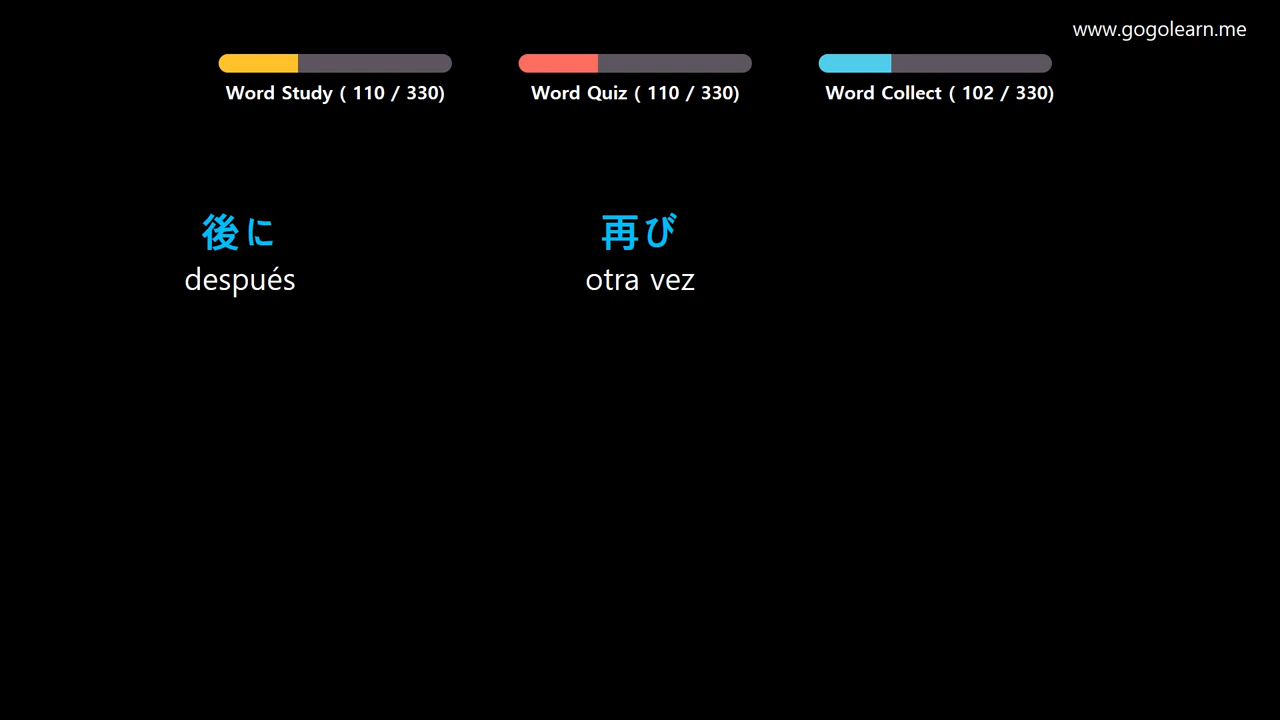 www.gogolearn.me
Word Study ( 110 / 330)
Word Quiz ( 110 / 330)
Word Collect ( 102 / 330)
後に
después
再び
otra vez